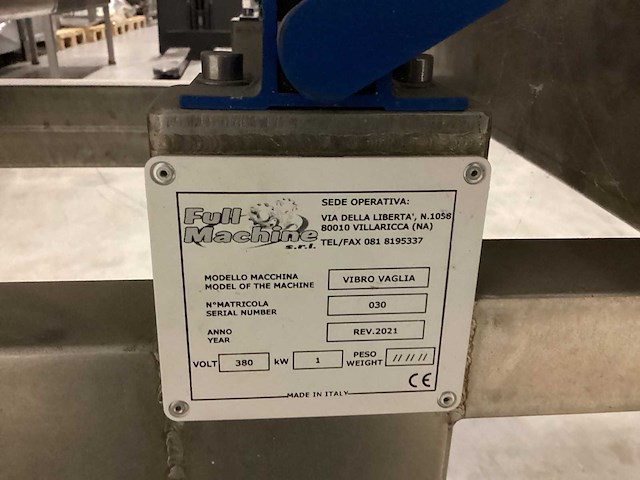 Full
Machine
s.r.l.
SEDE OPERATIVA:
VIA DELLA LIBERTA', N.1058
80010 VILLARICCA (NA)
TEL/FAX 081 8195337
MODELLO MACCHINA
MODEL OF THE MACHINE
VIBRO VAGLIA
N°MATRICOLA
SERIAL NUMBER
030
ANNO
YEAR
REV.2021
VOLT 380 kW 1 PESO
WEIGHT // // //
CE
MADE IN ITALY